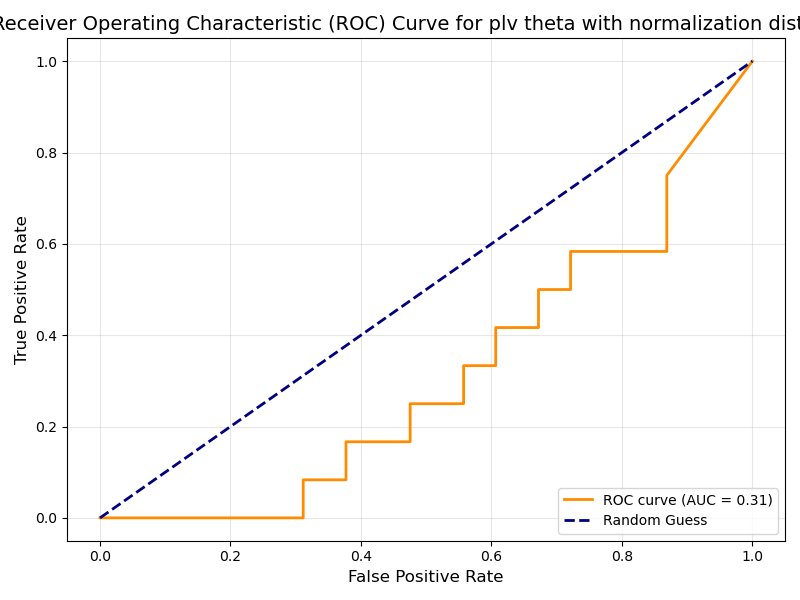 Receiver Operating Characteristic (ROC) Curve for plv theta with normalization dist
1.0
0.8
0.6
0.4
0.2
0.0
True Positive Rate
0.0 0.2 0.4 0.6 0.8 1.0
False Positive Rate
ROC curve (AUC = 0.31)
Random Guess